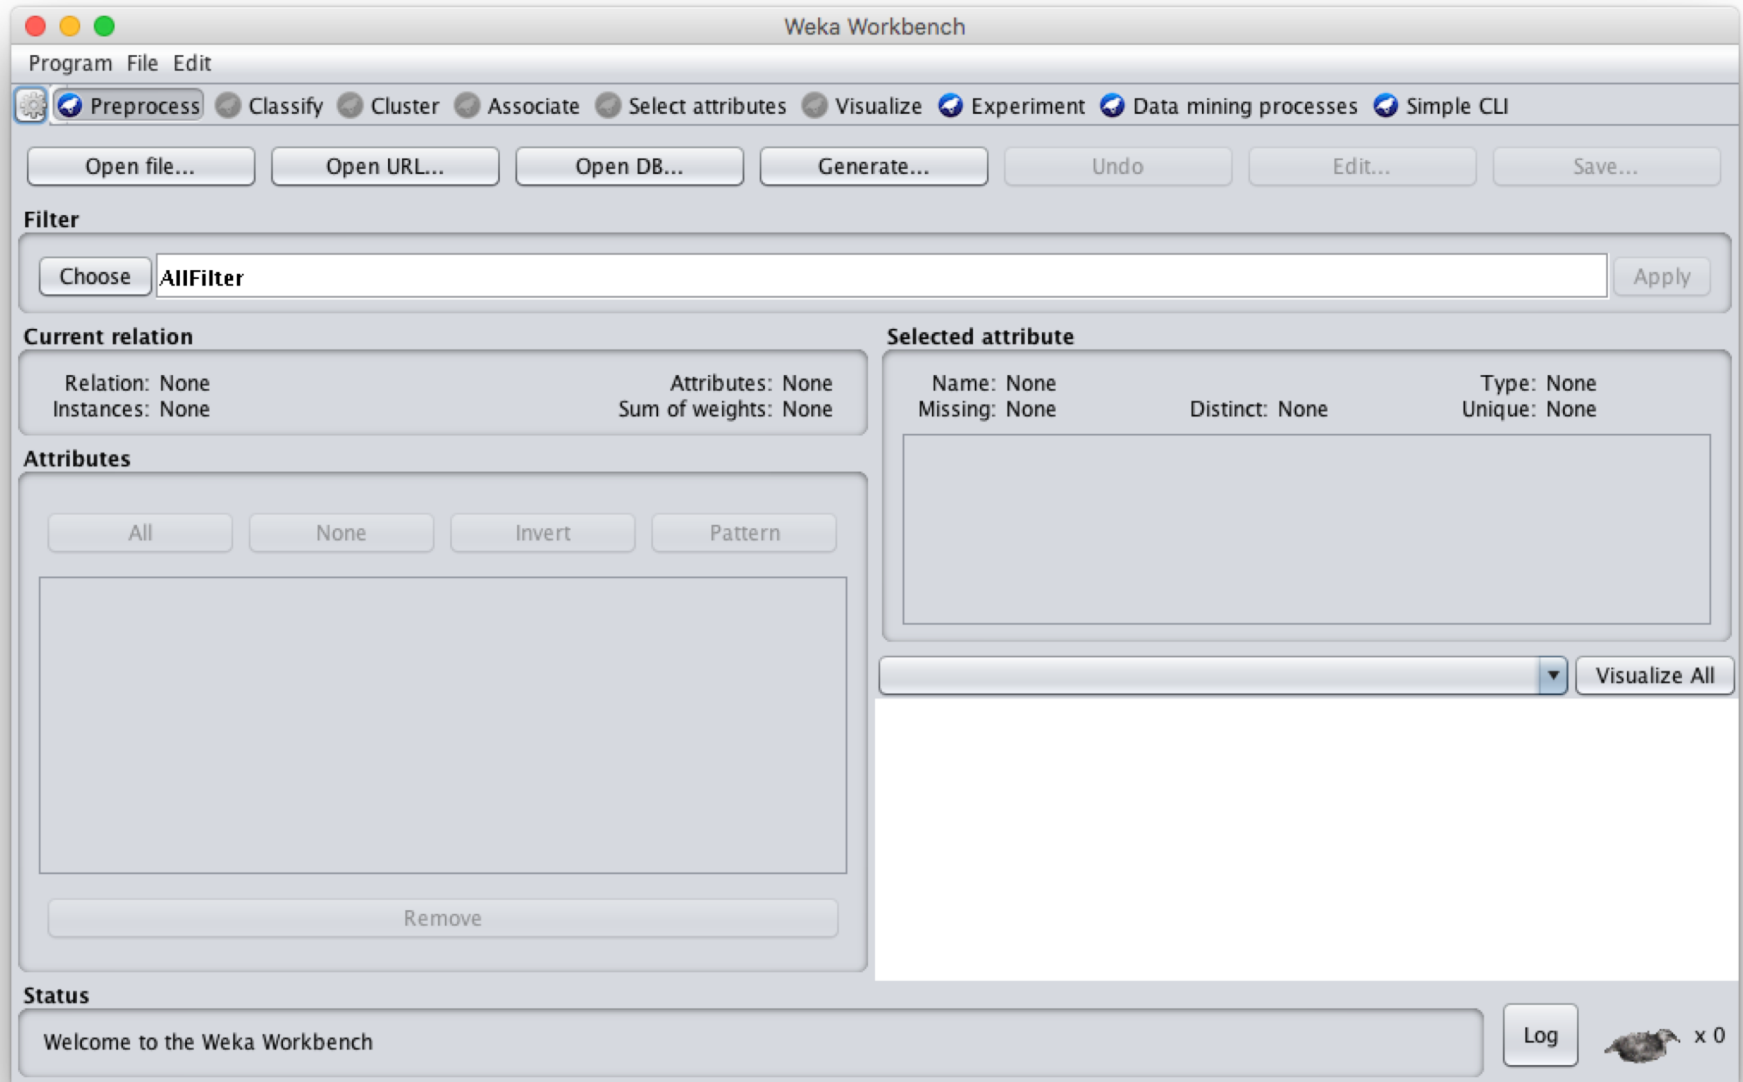 Weka Workbench
Program File Edit
Preprocess Classify Cluster Associate Select attributes Visualize Experiment Data mining processes Simple CLI
Open file... Open URL... Open DB... Generate... Undo Edit... Save...
Filter
Choose AllFilter Apply
Current relation
Relation: None Attributes: None
Instances: None Sum of weights: None
Selected attribute
Name: None Type: None
Missing: None Distinct: None Unique: None
Attributes
All None Invert Pattern
Remove
Visualize All
Status
Welcome to the Weka Workbench
Log x 0